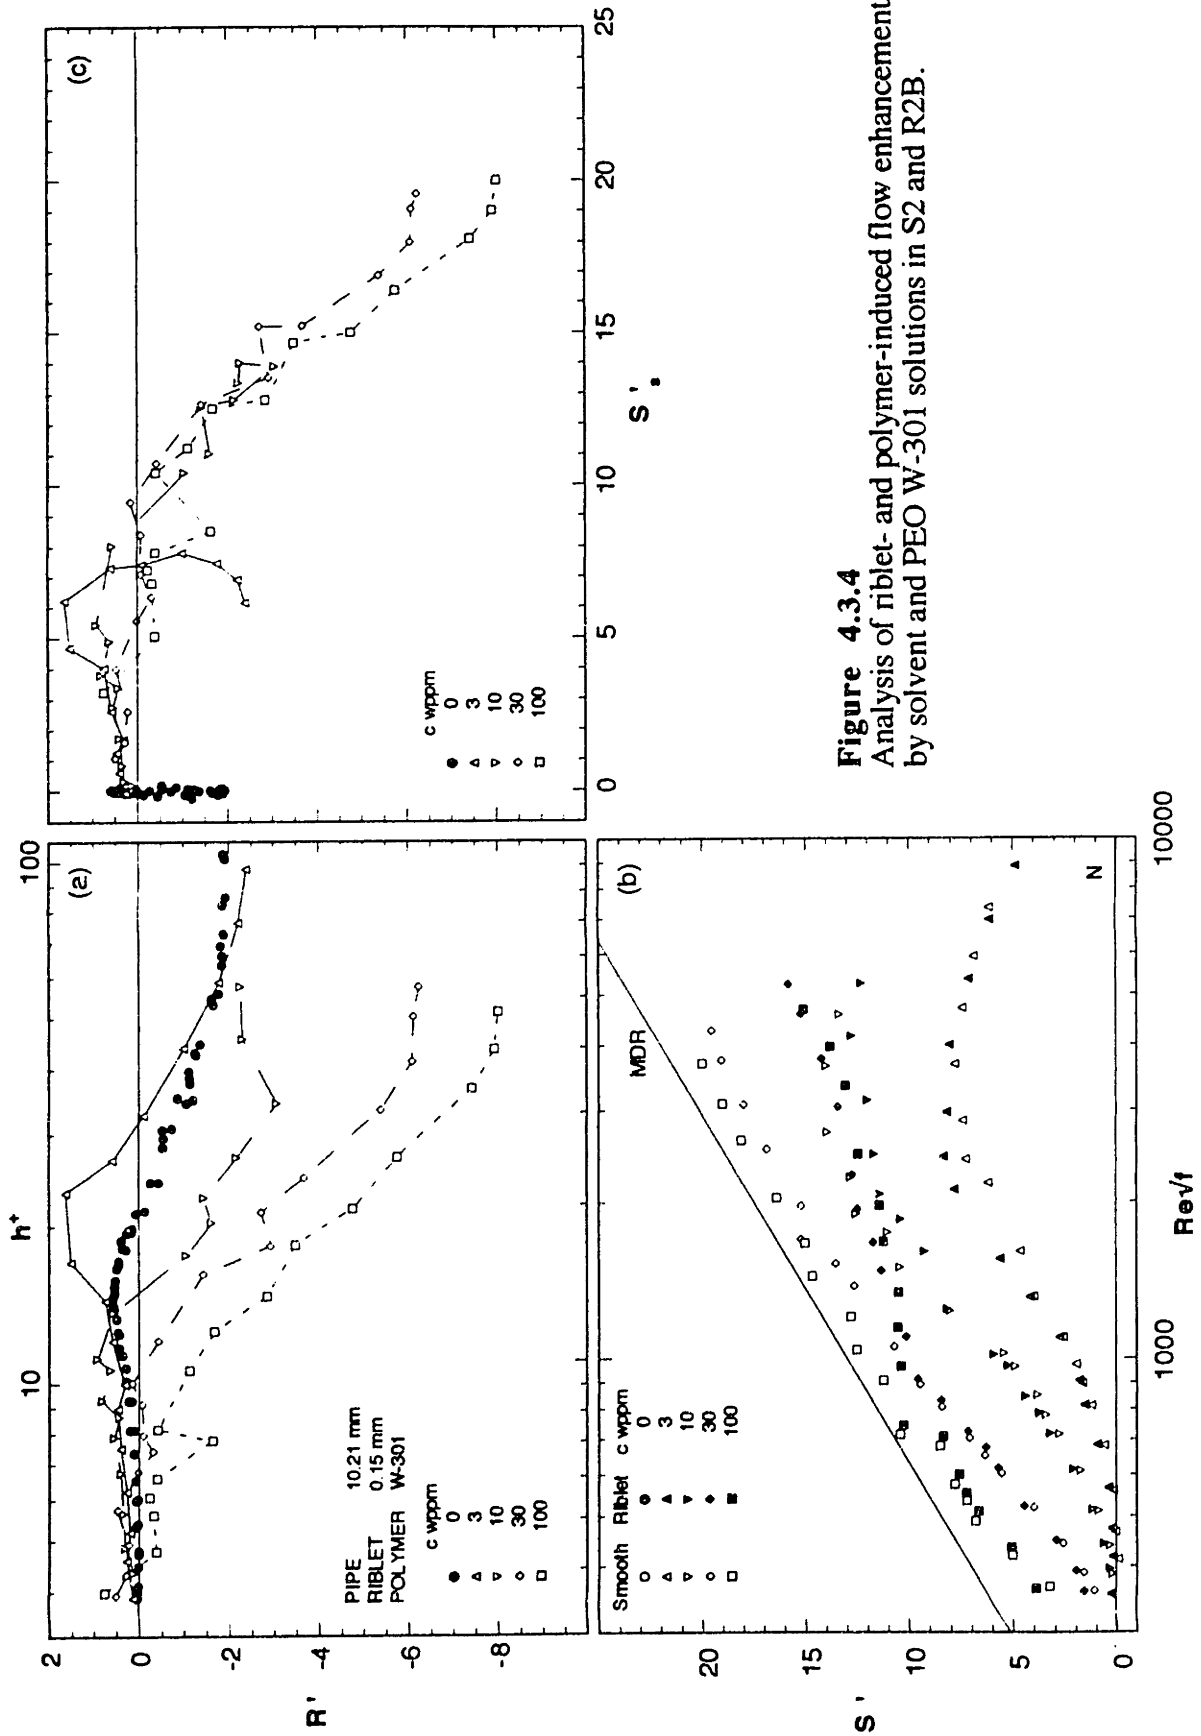 h⁺
10
100
(a)
2
0
-2
-4
-6
-8
R'
PIPE 10.21 mm
RIBLET 0.15 mm
POLYMER W-301
c wppm
0
3
10
30
100
(b)
MDR
N
Smooth Riblet c wppm
0
3
10
30
100
20
15
10
5
0
S'
1000
10000
Re√f
(c)
c wppm
0
3
10
30
100
0
5
10
15
20
25
S'ₛ
Figure 4.3.4
Analysis of riblet- and polymer-induced flow enhancement
by solvent and PEO W-301 solutions in S2 and R2B.